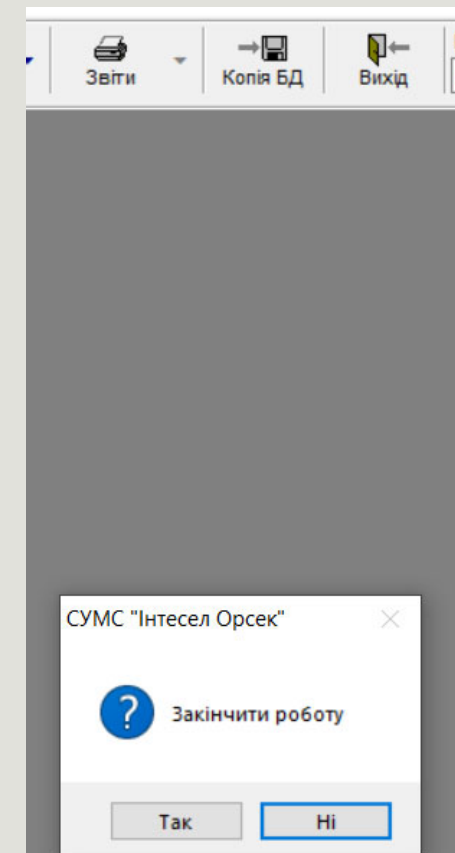 Звіти
Копія БД
Вихід
СУМС "Інтесел Орсек"
Закінчити роботу
Так
Ні